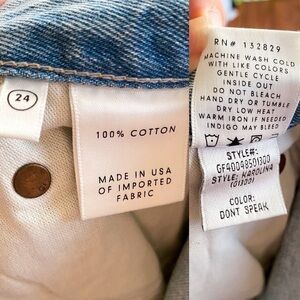 24
100% COTTON
MADE IN USA
OF IMPORTED
FABRIC
RN# 132829
MACHINE WASH COLD
WITH LIKE COLORS
GENTLE CYCLE
INSIDE OUT
DO NOT BLEACH
HAND DRY OR TUMBLE
DRY LOW HEAT
WARM IRON IF NEEDED
INDIGO MAY BLEED
STYLE#:
STYLE: KAROLINA
(013001)
COLOR:
DONT SPEAK